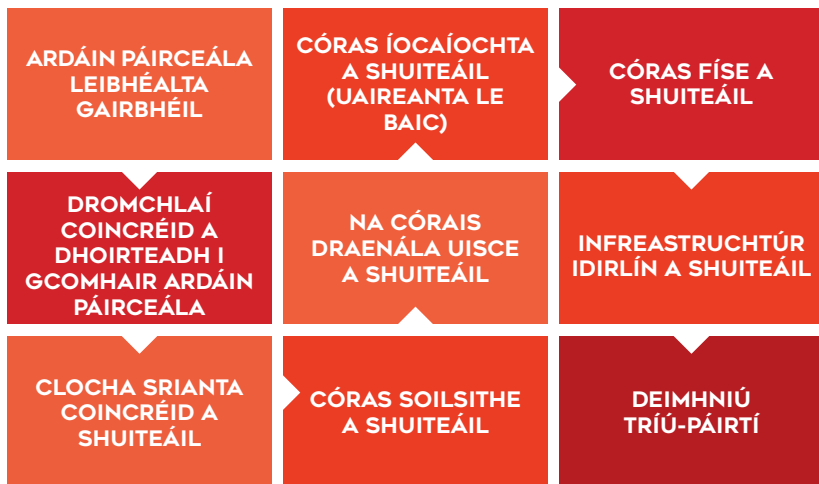 ARDÁIN PÁIRCEÁLA
LEIBHÉALTA
GAIRBHÉIL
DROMCHLAÍ
COINCRÉID A
DHOIRTEADH I
GCOMHAIR ARDÁIN
PÁIRCEÁLA
CLOCHA SRIANTA
COINCRÉID A
SHUITEÁIL
CÓRAS SOILSITHE
A SHUITEÁIL
NA CÓRAIS
DRAENÁLA UISCE
A SHUITEÁIL
CÓRAS ÍOCAÍOCHTA
A SHUITEÁIL
(UAIREANTA LE
BAIC)
CÓRAS FÍSE A
SHUITEÁIL
INFREASTRUCHTÚR
IDIRLÍN A SHUITEÁIL
DEIMHNIÚ
TRÍÚ-PÁIRTÍ